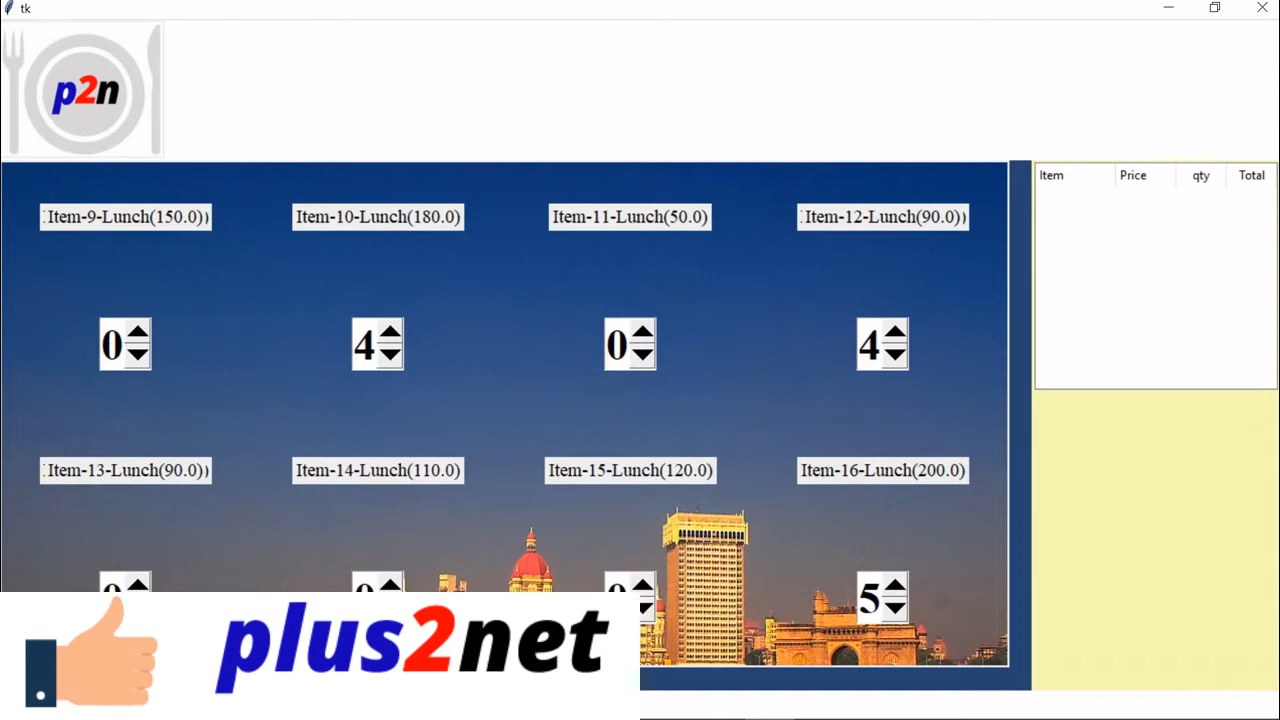 tk
p2n
Item Price qty Total
Item-9-Lunch(150.0)) Item-10-Lunch(180.0) Item-11-Lunch(50.0) Item-12-Lunch(90.0))
0 4 0 4
Item-13-Lunch(90.0)) Item-14-Lunch(110.0) Item-15-Lunch(120.0) Item-16-Lunch(200.0)
5
plus2net